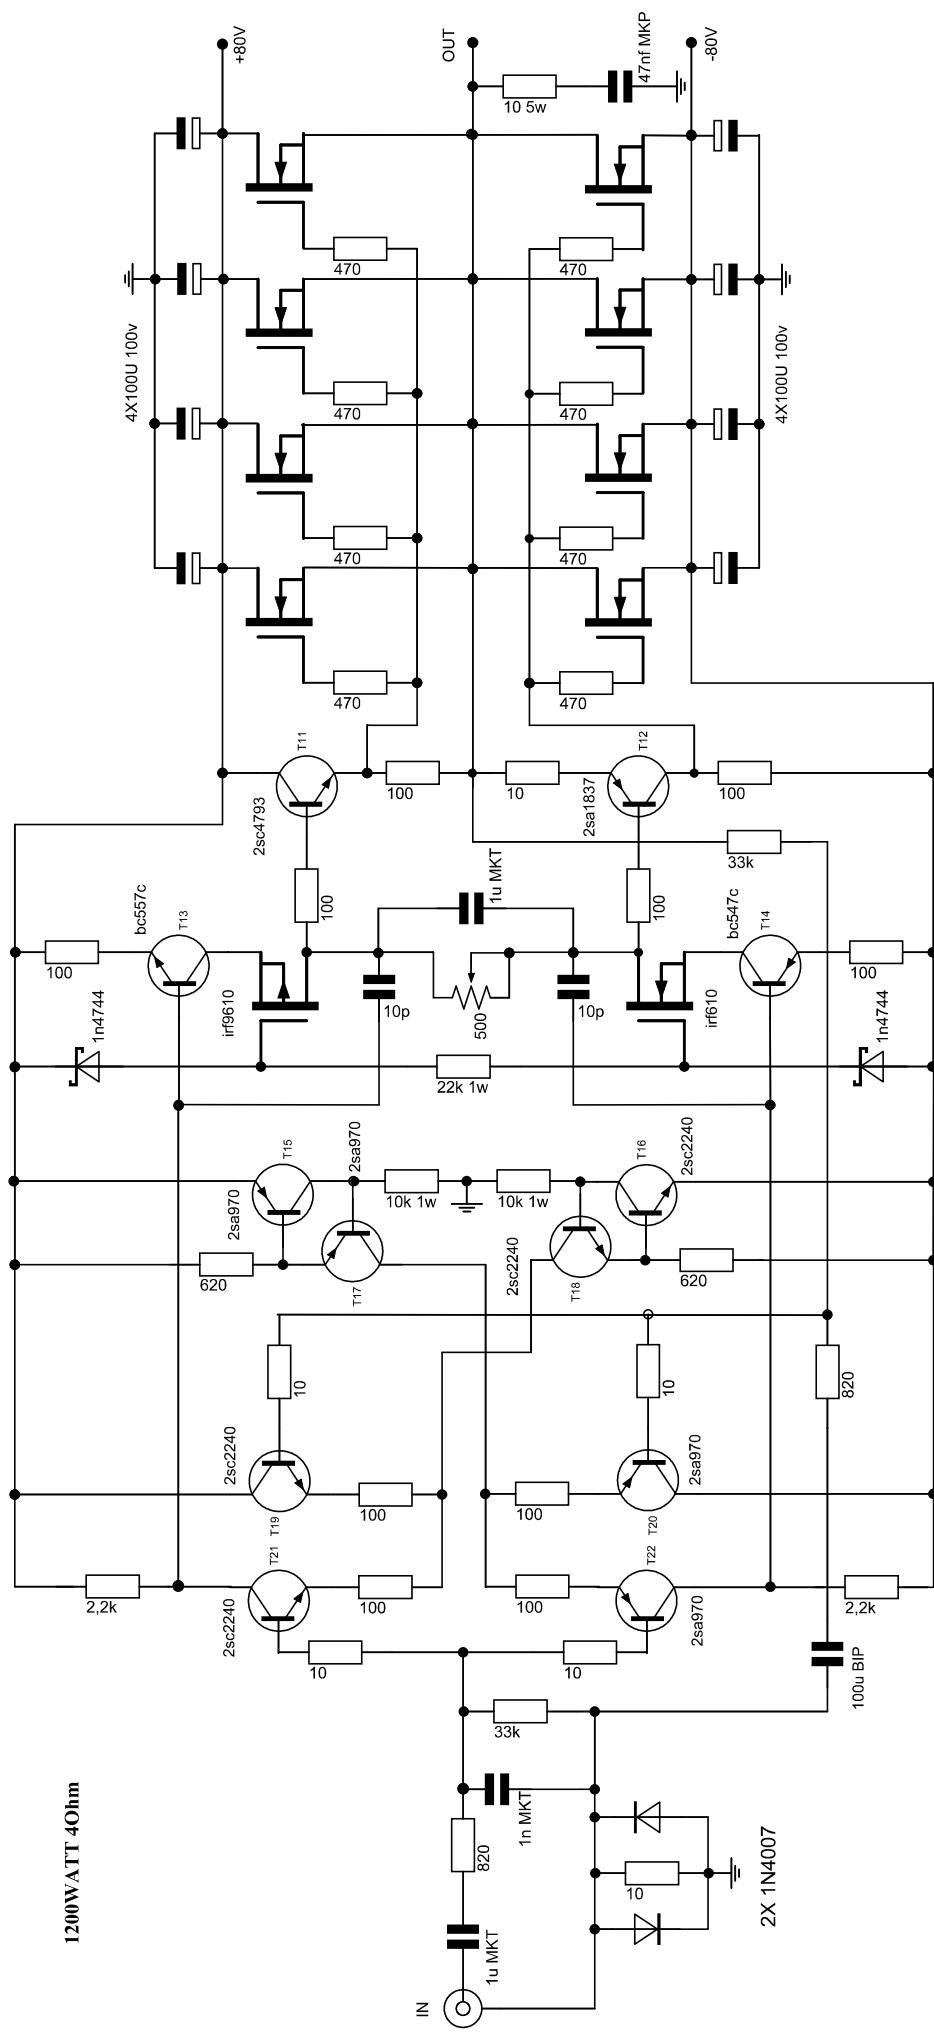 +80V
OUT
-80V
47nf MKP
10 5w
470
470
4X100U 100v
4X100U 100v
470
470
470
470
470
470
T11
T12
100
10
100
2sc4793
2sa1837
33k
1u MKT
bc557c
T13
100
100
bc547c
T14
100
100
irf9610
10p
500
10p
irf610
1n4744
1n4744
22k 1w
T15
2sa970
T16
2sc2240
2sa970
10k 1w
10k 1w
620
T17
2sc2240
T18
620
10
10
820
2sc2240
T19
100
100
2sa970
T20
T21
T22
2,2k
2sc2240
100
100
2sa970
2,2k
10
10
100u BIP
33k
1200WATT 4Ohm
1n MKT
820
10
2X 1N4007
1u MKT
IN